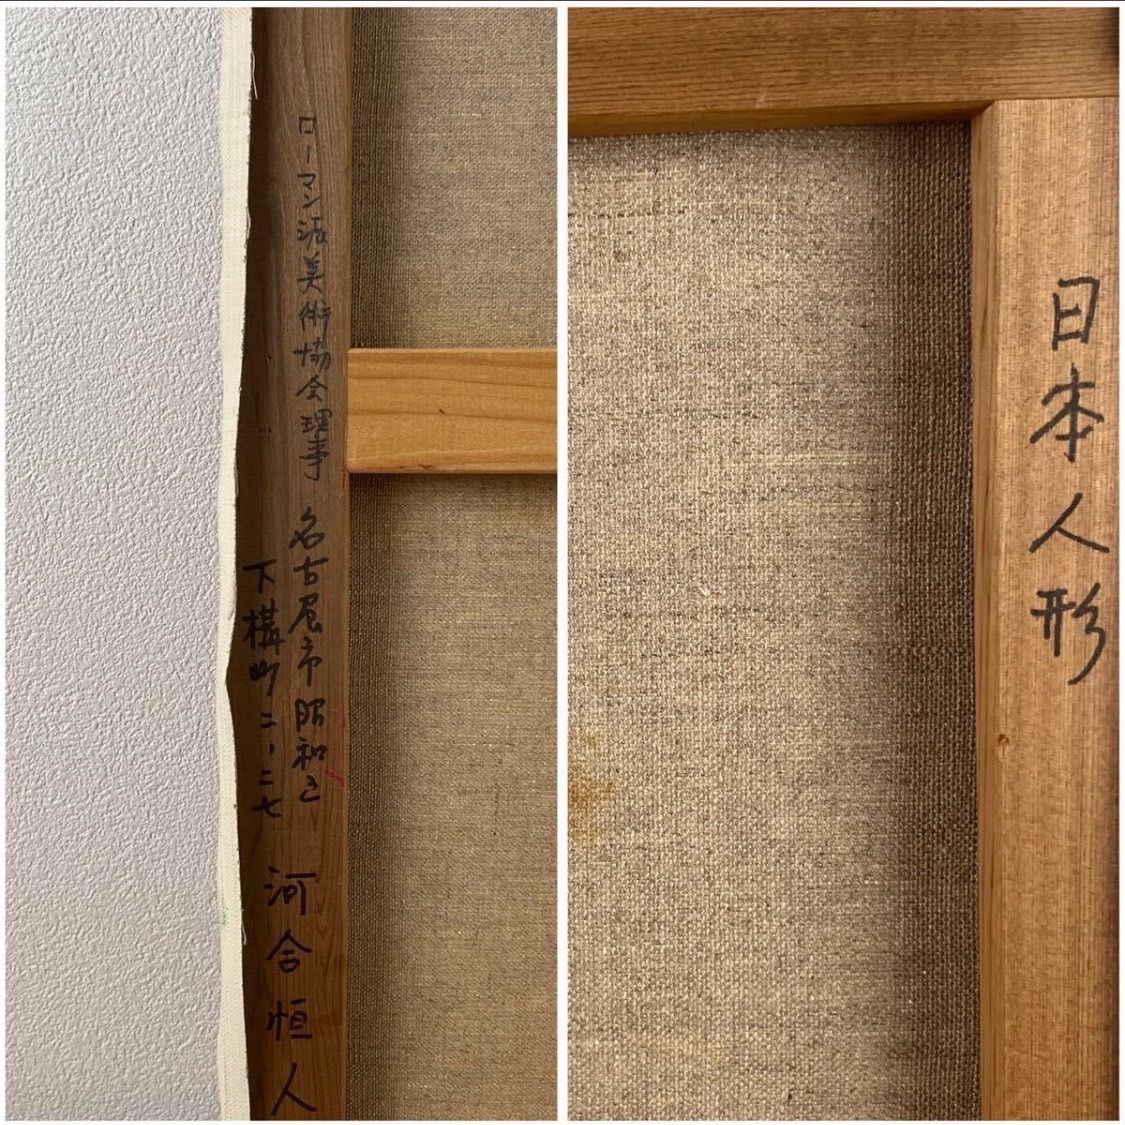 ローマン派美術協会理事 名古屋市昭和区
下構町二ー二七
河合恒人
日本人形